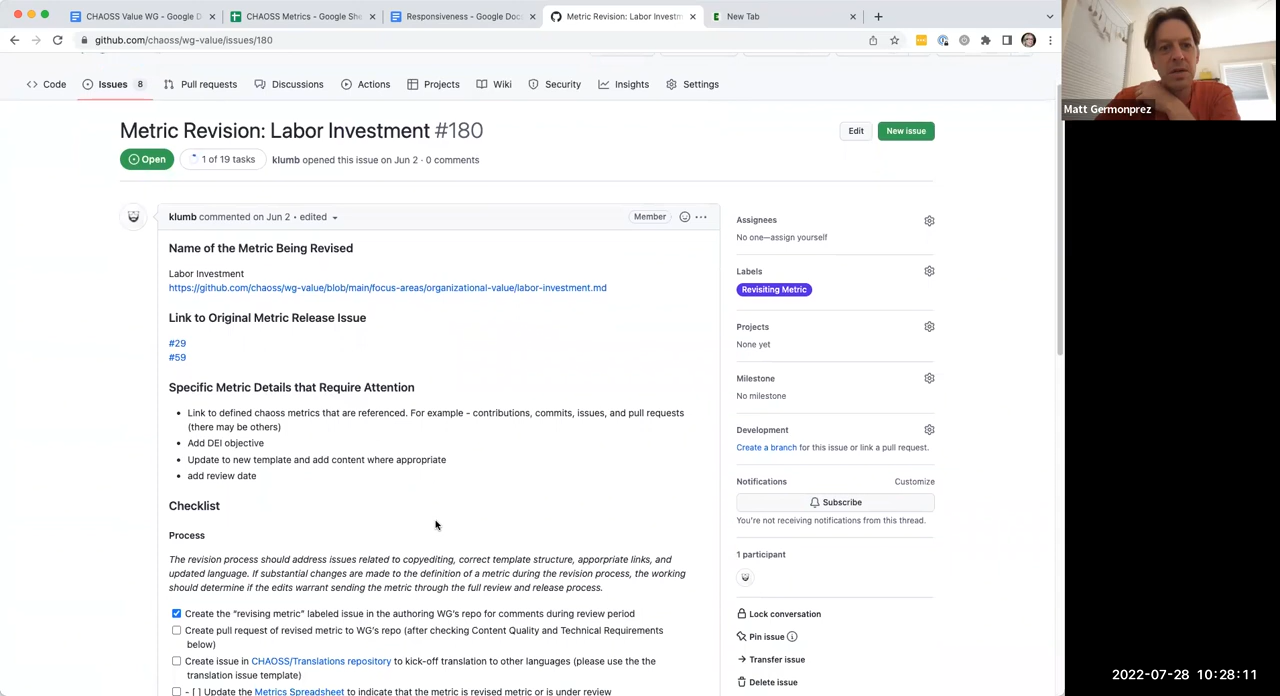 CHAOSS Value WG - Google D
CHAOSS Metrics - Google She
Responsiveness - Google Doc
Metric Revision: Labor Investm
New Tab
github.com/chaoss/wg-value/issues/180
Code
Issues 8
Pull requests
Discussions
Actions
Projects
Wiki
Security
Insights
Settings
Matt Germonprez
Metric Revision: Labor Investment #180
Edit
New issue
Open
1 of 19 tasks
klumb opened this issue on Jun 2 · 0 comments
klumb commented on Jun 2 • edited
Member
Name of the Metric Being Revised
Labor Investment
https://github.com/chaoss/wg-value/blob/main/focus-areas/organizational-value/labor-investment.md
Link to Original Metric Release Issue
#29
#59
Specific Metric Details that Require Attention
• Link to defined chaoss metrics that are referenced. For example - contributions, commits, issues, and pull requests
(there may be others)
• Add DEI objective
• Update to new template and add content where appropriate
• add review date
Checklist
Process
The revision process should address issues related to copyediting, correct template structure, apporpriate links, and
updated language. If substantial changes are made to the definition of a metric during the revision process, the working
should determine if the edits warrant sending the metric through the full review and release process.
Create the "revising metric" labeled issue in the authoring WG's repo for comments during review period
Create pull request of revised metric to WG's repo (after checking Content Quality and Technical Requirements
below)
Create issue in CHAOSS/Translations repository to kick-off translation to other languages (please use the the
translation issue template)
- [ ] Update the Metrics Spreadsheet to indicate that the metric is revised metric or is under review
Assignees
No one—assign yourself
Labels
Revisiting Metric
Projects
None yet
Milestone
No milestone
Development
Create a branch for this issue or link a pull request.
Notifications
Customize
Subscribe
You're not receiving notifications from this thread.
1 participant
Lock conversation
Pin issue
Transfer issue
Delete issue
2022-07-28 10:28:11